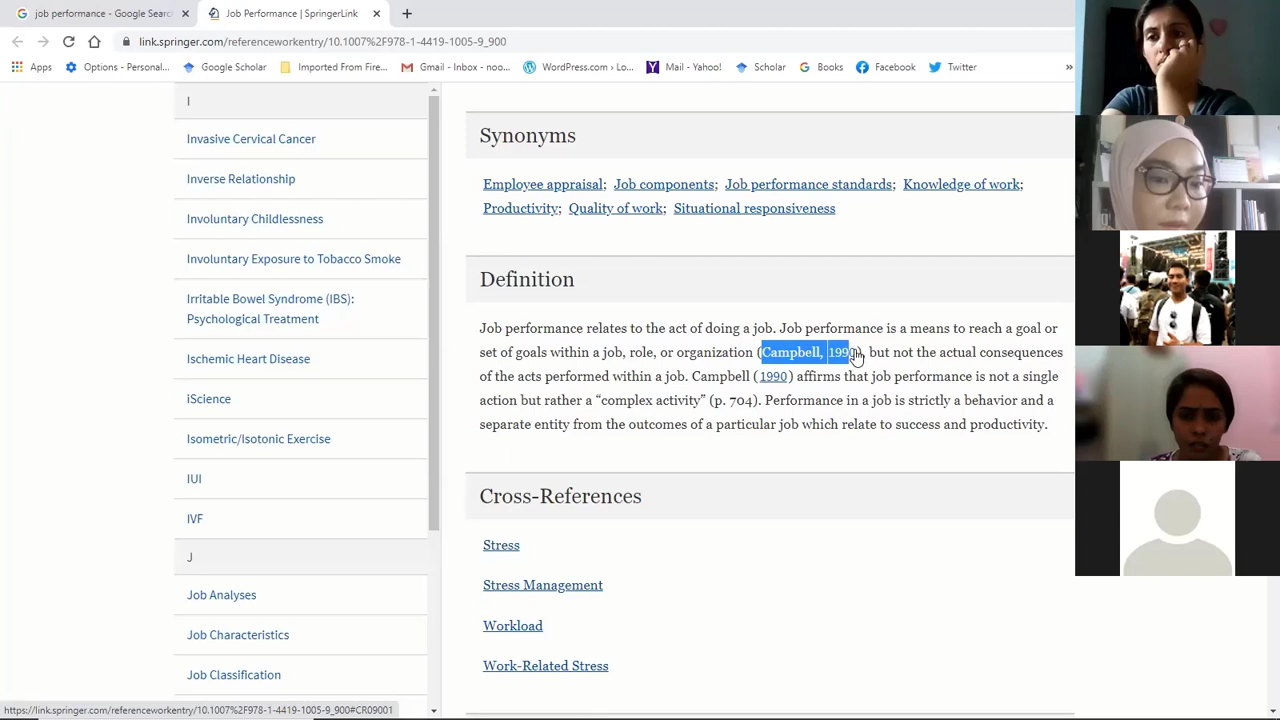 job performance - Google Searc
Job Performance | SpringerLink
link.springer.com/referenceworkentry/10.1007%2F978-1-4419-1005-9_900
Apps
Options - Personal...
Google Scholar
Imported From Fire...
Gmail - Inbox - noo...
WordPress.com › Lo...
Mail - Yahoo!
Scholar
Books
Facebook
Twitter
»
I
Invasive Cervical Cancer
Inverse Relationship
Involuntary Childlessness
Involuntary Exposure to Tobacco Smoke
Irritable Bowel Syndrome (IBS):
Psychological Treatment
Ischemic Heart Disease
iScience
Isometric/Isotonic Exercise
IUI
IVF
J
Job Analyses
Job Characteristics
Job Classification
Synonyms
Employee appraisal; Job components; Job performance standards; Knowledge of work;
Productivity; Quality of work; Situational responsiveness
Definition
Job performance relates to the act of doing a job. Job performance is a means to reach a goal or
set of goals within a job, role, or organization (Campbell, 1990), but not the actual consequences
of the acts performed within a job. Campbell (1990) affirms that job performance is not a single
action but rather a “complex activity” (p. 704). Performance in a job is strictly a behavior and a
separate entity from the outcomes of a particular job which relate to success and productivity.
Cross-References
Stress
Stress Management
Workload
Work-Related Stress
https://link.springer.com/referenceworkentry/10.1007%2F978-1-4419-1005-9_900#CR09001